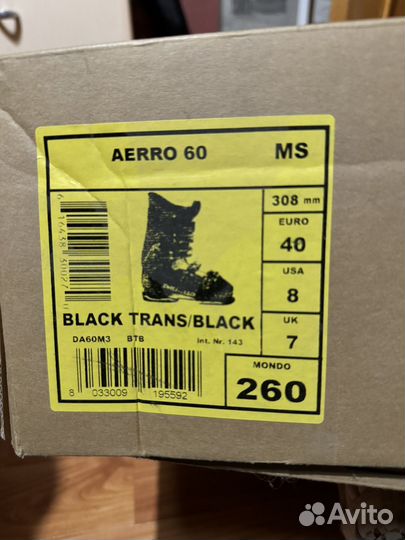 AERRO 60 MS
308 mm
EURO
40
USA
8
UK
7
BLACK TRANS/BLACK
DA60M3 BTB Int. Nr. 143
MONDO
260
8 033009 195592
Avito